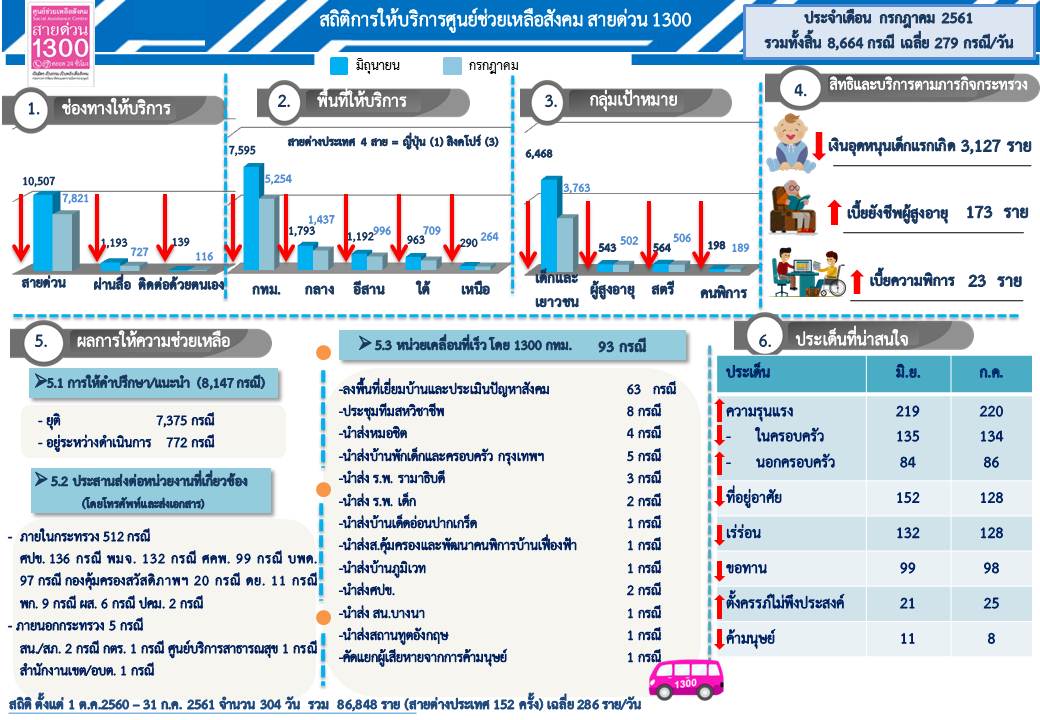 ศูนย์ช่วยเหลือสังคม
Social Assistance Centre
สายด่วน
1300
ตลอด 24 ชั่วโมง
สถิติการให้บริการศูนย์ช่วยเหลือสังคม สายด่วน 1300
ประจำเดือน กรกฎาคม 2561
รวมทั้งสิ้น 8,664 กรณี เฉลี่ย 279 กรณี/วัน
มิถุนายน
กรกฎาคม
1. ช่องทางให้บริการ
10,507
7,821
1,193
727
139
116
สายด่วน
ผ่านสื่อ
ติดต่อด้วยตนเอง
2. พื้นที่ให้บริการ
สายต่างประเทศ 4 สาย = ญี่ปุ่น (1) สิงคโปร์ (3)
7,595
5,254
1,793
1,437
1,192
996
963
709
290
264
กทม.
กลาง
อีสาน
ใต้
เหนือ
3. กลุ่มเป้าหมาย
6,468
3,763
543
502
564
506
198
189
เด็กและ
เยาวชน
ผู้สูงอายุ
สตรี
คนพิการ
4. สิทธิและบริการตามภารกิจกระทรวง
เงินอุดหนุนเด็กแรกเกิด 3,127 ราย
เบี้ยยังชีพผู้สูงอายุ 173 ราย
เบี้ยความพิการ 23 ราย
5. ผลการให้ความช่วยเหลือ
5.1 การให้คำปรึกษา/แนะนำ (8,147 กรณี)
- ยุติ 7,375 กรณี
- อยู่ระหว่างดำเนินการ 772 กรณี
5.2 ประสานส่งต่อหน่วยงานที่เกี่ยวข้อง
(โดยโทรศัพท์และส่งเอกสาร)
- ภายในกระทรวง 512 กรณี
ศปข. 136 กรณี พมจ. 132 กรณี ศคพ. 99 กรณี บพด.
97 กรณี กองคุ้มครองสวัสดิภาพฯ 20 กรณี ดย. 11 กรณี
พก. 9 กรณี ผส. 6 กรณี ปคม. 2 กรณี
- ภายนอกกระทรวง 5 กรณี
สน./สภ. 2 กรณี กตร. 1 กรณี ศูนย์บริการสาธารณสุข 1 กรณี
สำนักงานเขต/อบต. 1 กรณี
5.3 หน่วยเคลื่อนที่เร็ว โดย 1300 กทม. 93 กรณี
-ลงพื้นที่เยี่ยมบ้านและประเมินปัญหาสังคม 63 กรณี
-ประชุมทีมสหวิชาชีพ 8 กรณี
-นำส่งหมอชิต 4 กรณี
-นำส่งบ้านพักเด็กและครอบครัว กรุงเทพฯ 5 กรณี
-นำส่ง ร.พ. รามาธิบดี 3 กรณี
-นำส่ง ร.พ. เด็ก 2 กรณี
-นำส่งบ้านเด็ดอ่อนปากเกร็ด 1 กรณี
-นำส่งส.คุ้มครองและพัฒนาคนพิการบ้านเฟื่องฟ้า 1 กรณี
-นำส่งบ้านภูมิเวท 1 กรณี
-นำส่งศปข. 2 กรณี
-นำส่ง สน.บางนา 1 กรณี
-นำส่งสถานทูตอังกฤษ 1 กรณี
-คัดแยกผู้เสียหายจากการค้ามนุษย์ 1 กรณี
1300
6. ประเด็นที่น่าสนใจ
ประเด็น มิ.ย. ก.ค.
ความรุนแรง 219 220
- ในครอบครัว 135 134
- นอกครอบครัว 84 86
ที่อยู่อาศัย 152 128
เร่ร่อน 132 128
ขอทาน 99 98
ตั้งครรภ์ไม่พึงประสงค์ 21 25
ค้ามนุษย์ 11 8
สถิติ ตั้งแต่ 1 ต.ค.2560 – 31 ก.ค. 2561 จำนวน 304 วัน รวม 86,848 ราย (สายต่างประเทศ 152 ครั้ง) เฉลี่ย 286 ราย/วัน